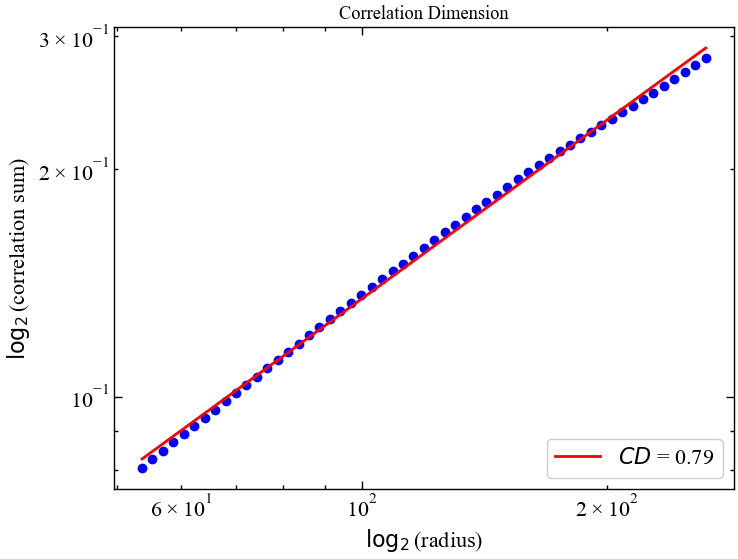 Correlation Dimension
3 × 10⁻¹
2 × 10⁻¹
10⁻¹
log₂ (correlation sum)
CD = 0.79
6 × 10¹
10²
2 × 10²
log₂ (radius)